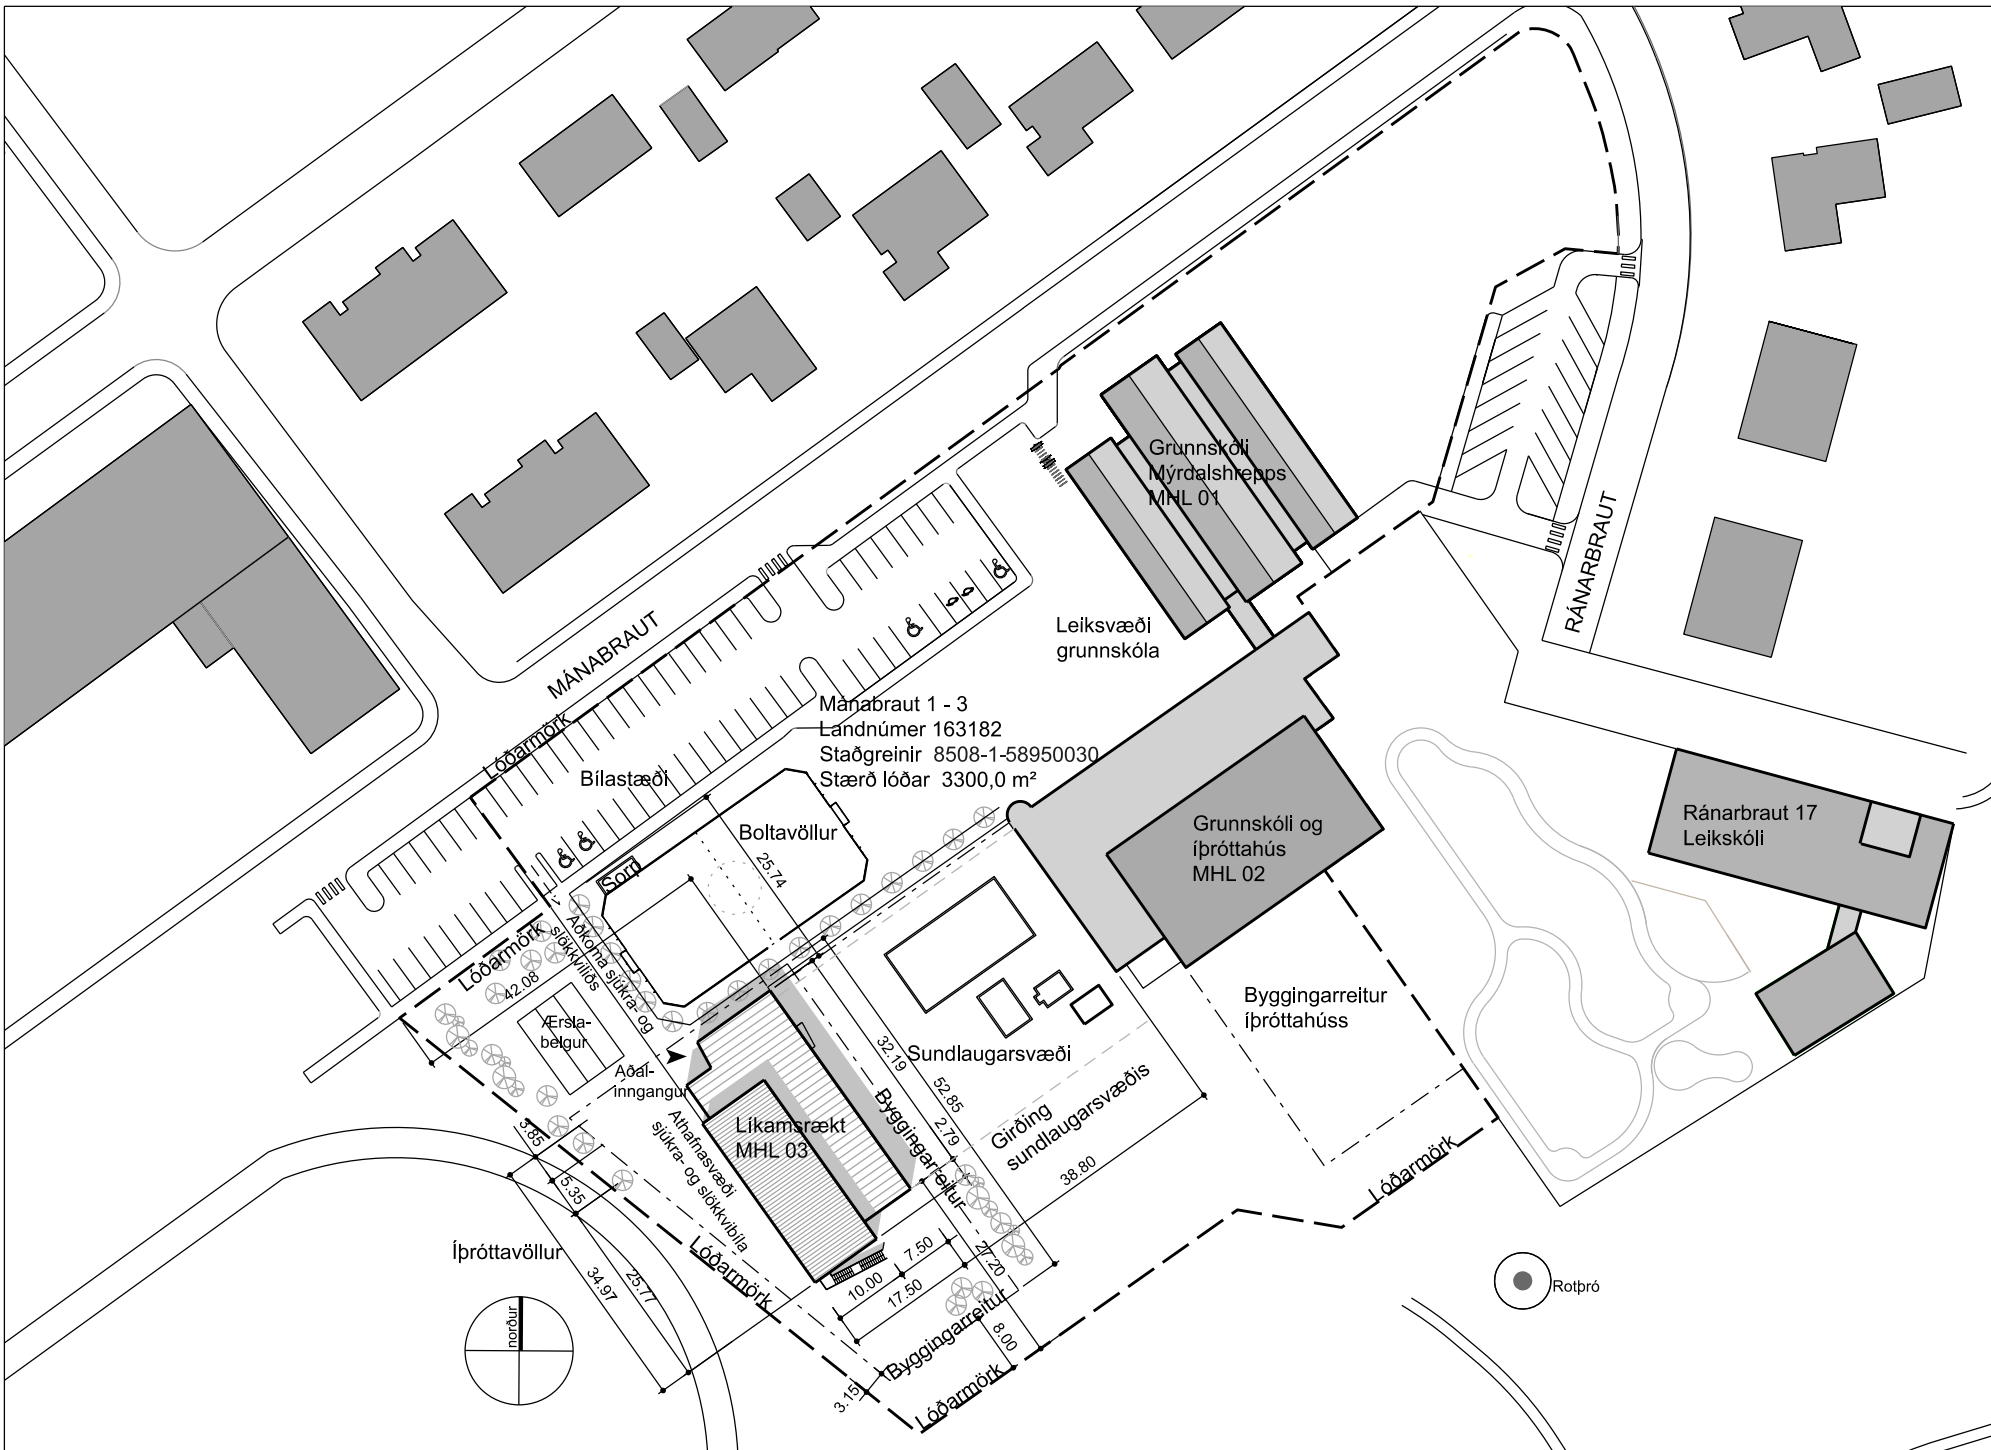 Grunnskóli
Mýrdalshrepps
MHL 01
RÁNARBRAUT
MÁNABRAUT
Leiksvæði
grunnskóla
Mánabraut 1 - 3
Landnúmer 163182
Staðgreinir 8508-1-58950030
Stærð lóðar 3300,0 m²
Lóðarmörk
Bílastæði
Boltavöllur
25.74
Sorp
Grunnskóli og
íþróttahús
MHL 02
Ránarbraut 17
Leikskóli
Lóðarmörk
42.08
Aðkoma sjúkra- og
slökkviliðs
Ærsla-
belgur
Aðal-
inngangur
Byggingarreitur
íþróttahúss
Sundlaugarsvæði
32.19
52.85
2.79
Girðing
sundlaugarsvæðis
38.80
Byggingarreitur
Líkamsrækt
MHL 03
Athafnasvæði
sjúkra- og slökkvibíla
3.85
5.35
25.77
34.97
Íþróttavöllur
Lóðarmörk
Lóðarmörk
7.50
10.00
17.50
27.20
8.00
Byggingarreitur
3.15
Lóðarmörk
norður
Rotþró